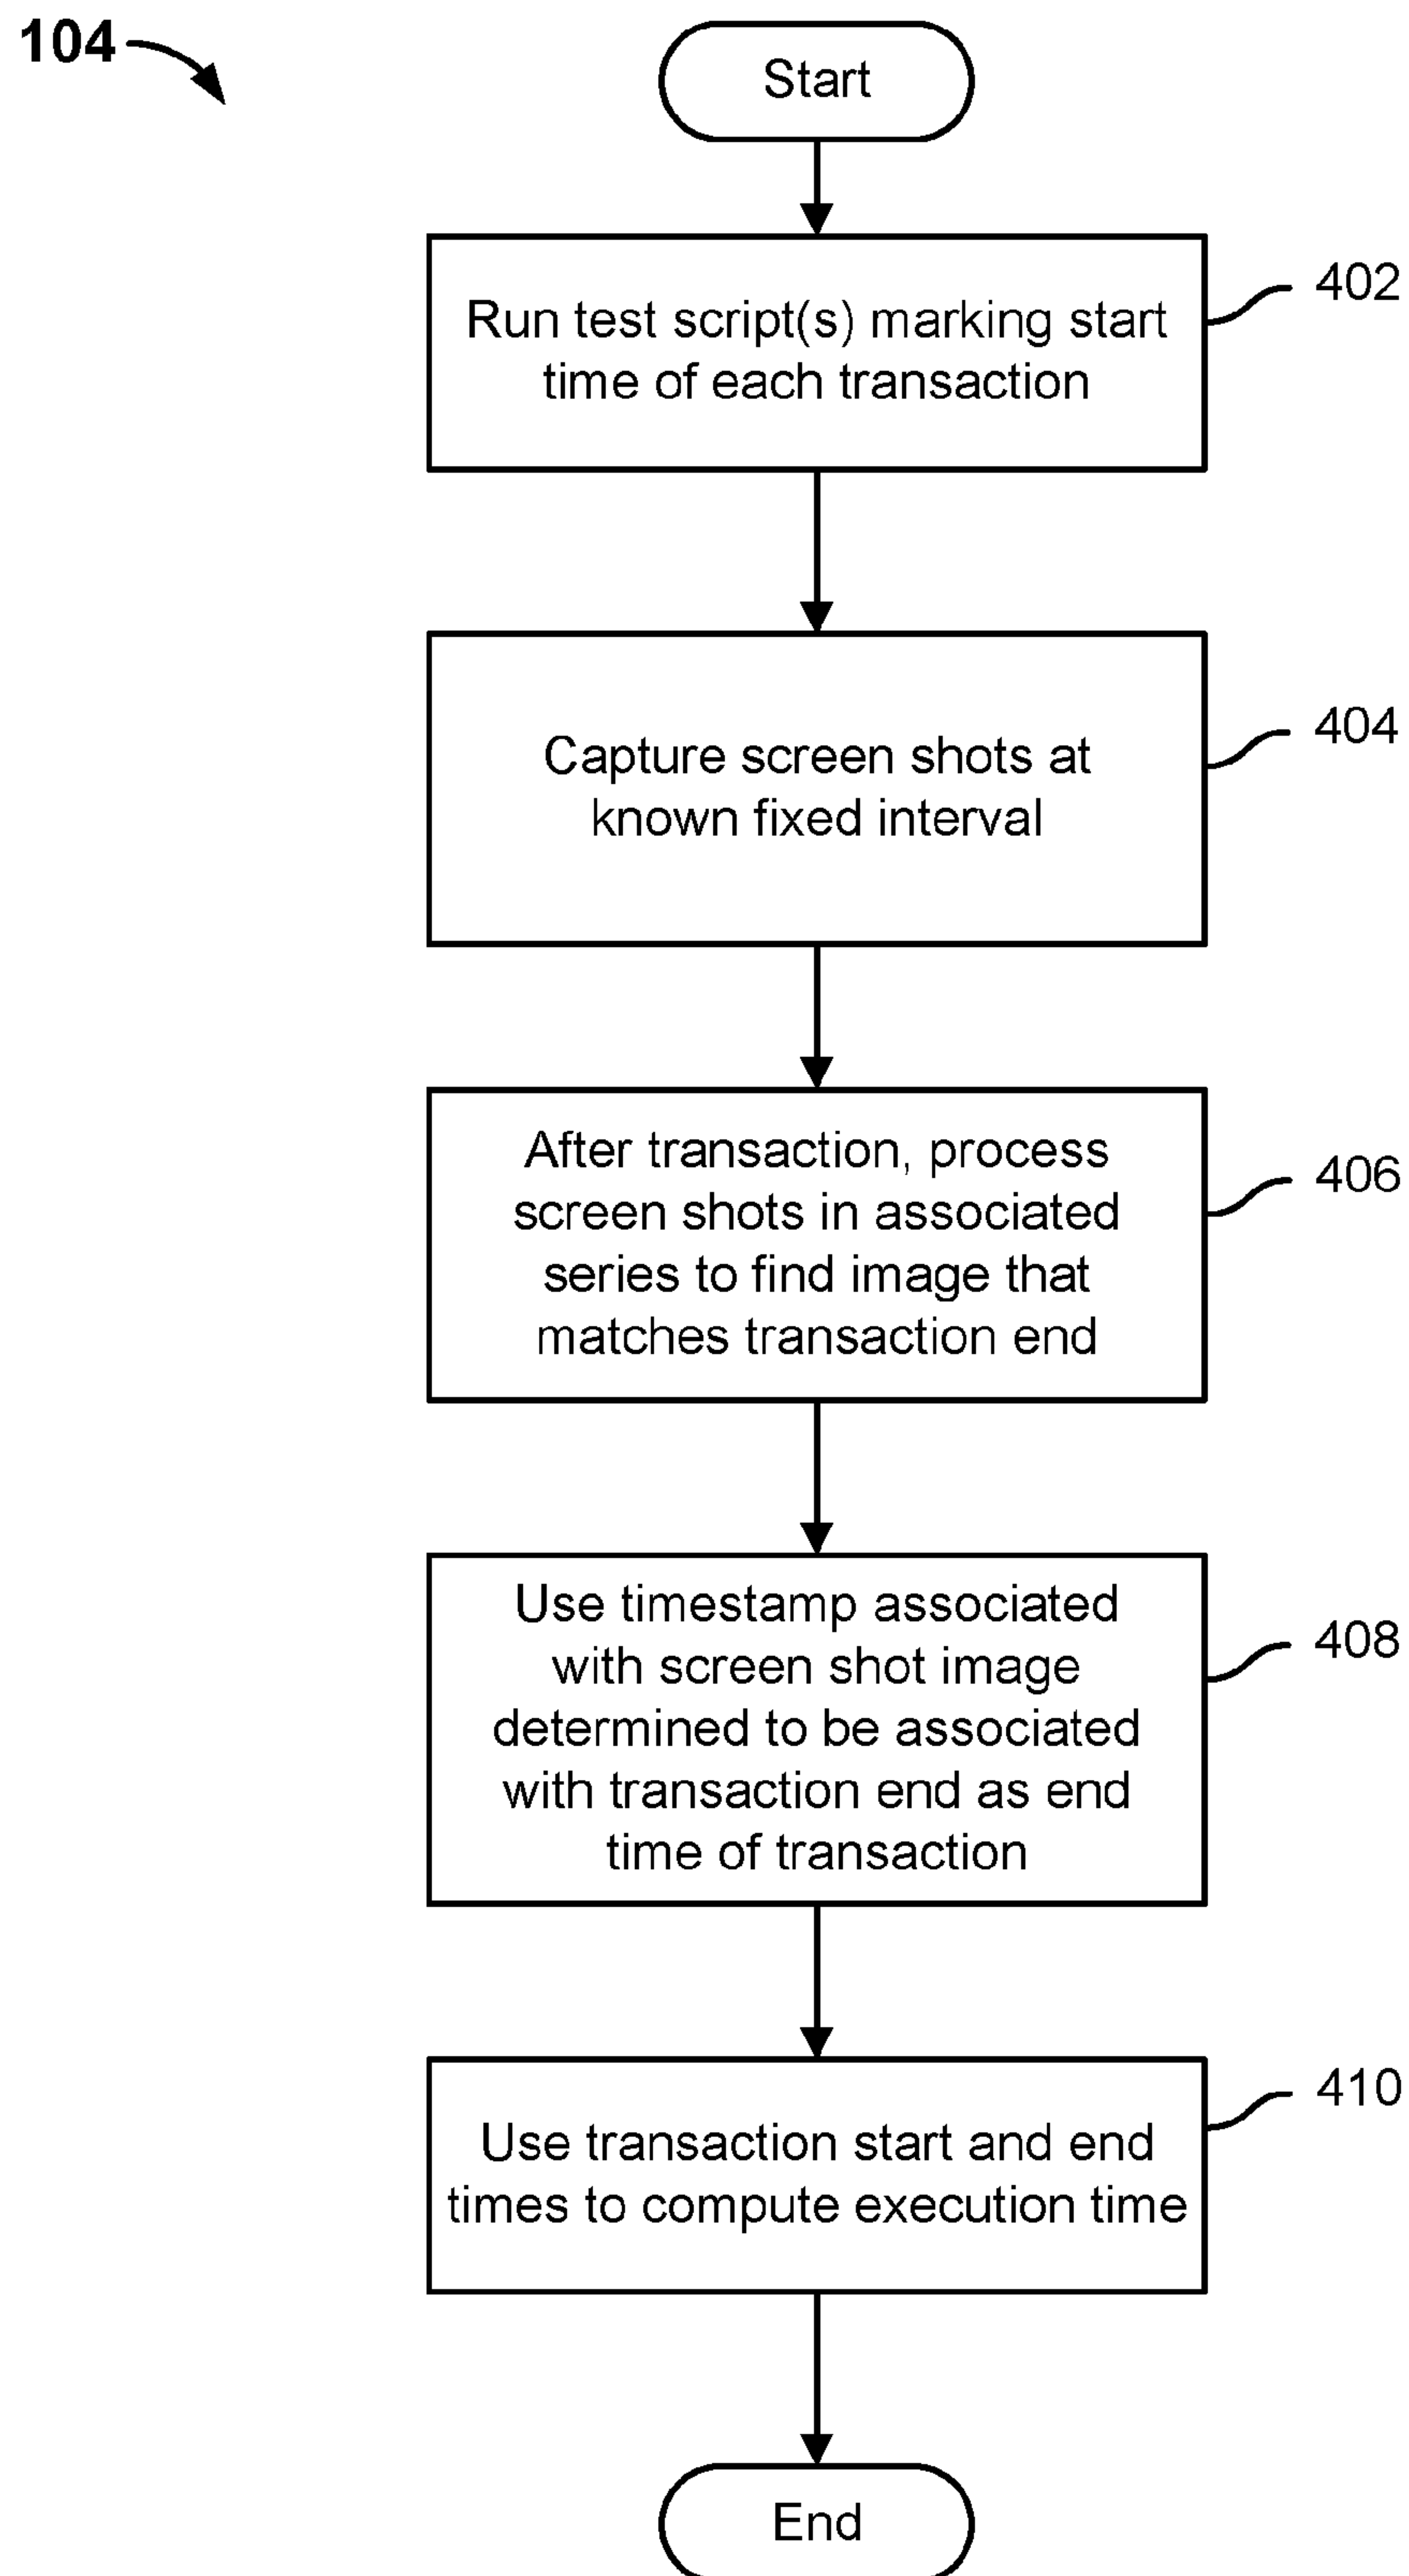 104
Start
Run test script(s) marking start
time of each transaction
402
Capture screen shots at
known fixed interval
404
After transaction, process
screen shots in associated
series to find image that
matches transaction end
406
Use timestamp associated
with screen shot image
determined to be associated
with transaction end as end
time of transaction
408
Use transaction start and end
times to compute execution time
410
End